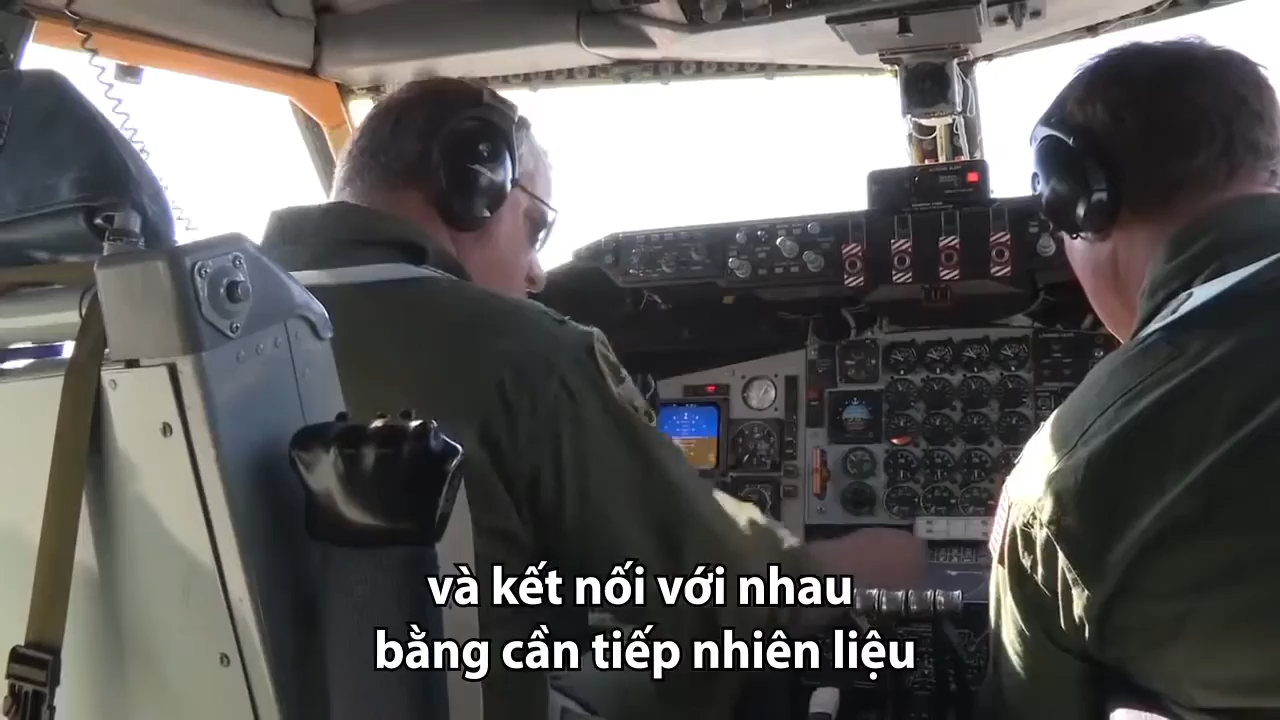 và kết nối với nhau
bằng cần tiếp nhiên liệu